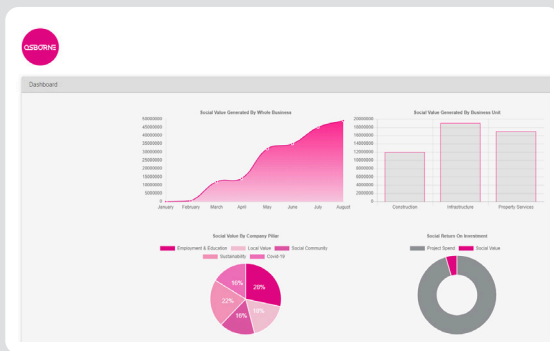 OSBORNE
Dashboard
Social Value Generated By Whole Business
50000000
45000000
40000000
35000000
30000000
25000000
20000000
15000000
10000000
5000000
0
January February March April May June July August
Social Value Generated By Business Unit
20000000
18000000
16000000
14000000
12000000
10000000
8000000
6000000
4000000
2000000
0
Construction Infrastructure Property Services
Social Value By Company Pillar
Employment & Education Local Value Social Community
Sustainability Covid-19
16% 28%
22% 18%
16%
Social Return On Investment
Project Spend Social Value